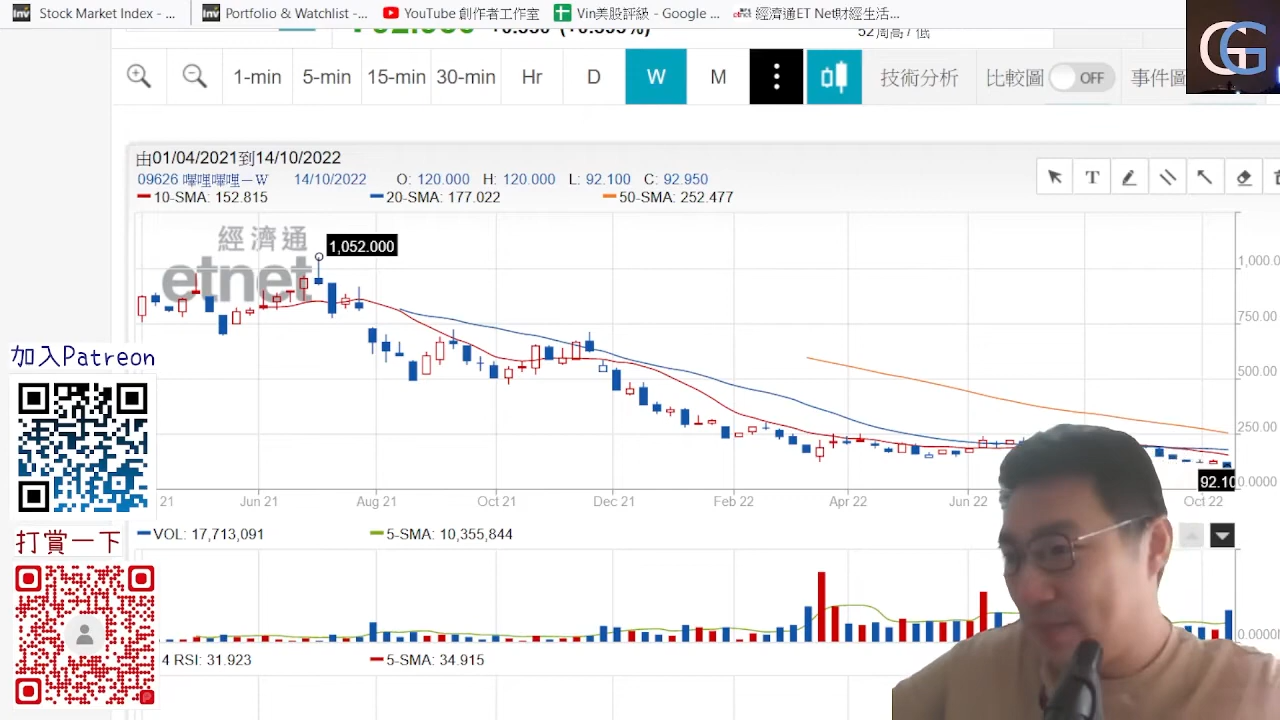 Stock Market Index - ...
Portfolio & Watchlist -...
YouTube 創作者工作室
Vin美股評級 - Google ...
etnet 經濟通ET Net財經生活...
52周高 / 低
1-min 5-min 15-min 30-min Hr D W M 技術分析 比較圖 OFF 事件圖
由01/04/2021到14/10/2022
09626 嗶哩嗶哩－W 14/10/2022 O: 120.000 H: 120.000 L: 92.100 C: 92.950
10-SMA: 152.815 20-SMA: 177.022 50-SMA: 252.477
T
經濟通
etnet
1,052.000
1,000.0
750.00
500.00
250.00
0.0000
92.10
加入Patreon
21 Jun 21 Aug 21 Oct 21 Dec 21 Feb 22 Apr 22 Jun 22 Oct 22
打賞一下
VOL: 17,713,091 5-SMA: 10,355,844
0.0000
4 RSI: 31.923 5-SMA: 34.915